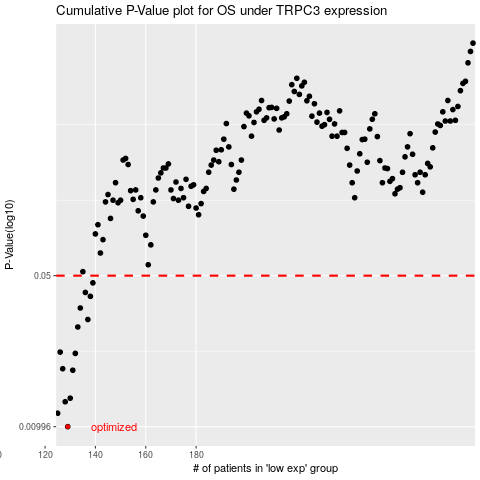 Cumulative P-Value plot for OS under TRPC3 expression
P-Value(log10)
0.05
0.00996
optimized
0
120
140
160
180
# of patients in 'low exp' group